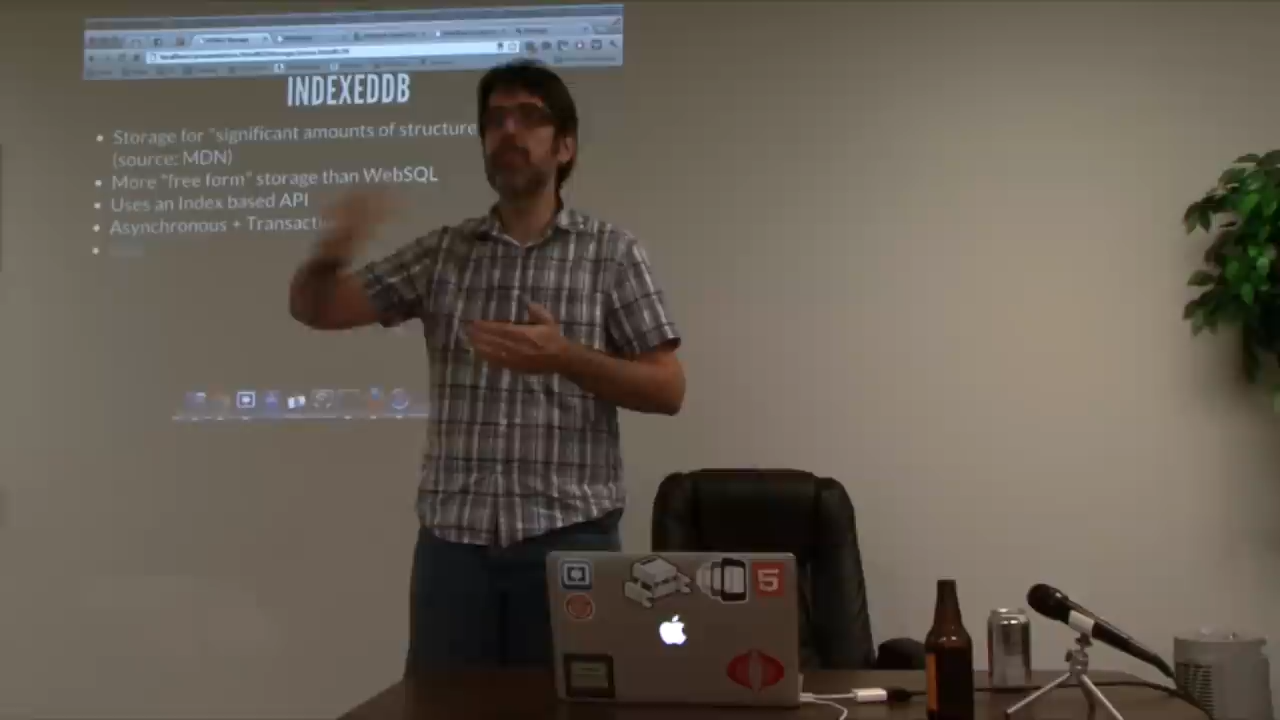 INDEXEDDB
Storage for "significant amounts of structure
(source: MDN)
More "free form" storage than WebSQL
Uses an Index based API
Asynchronous + Transacti
5